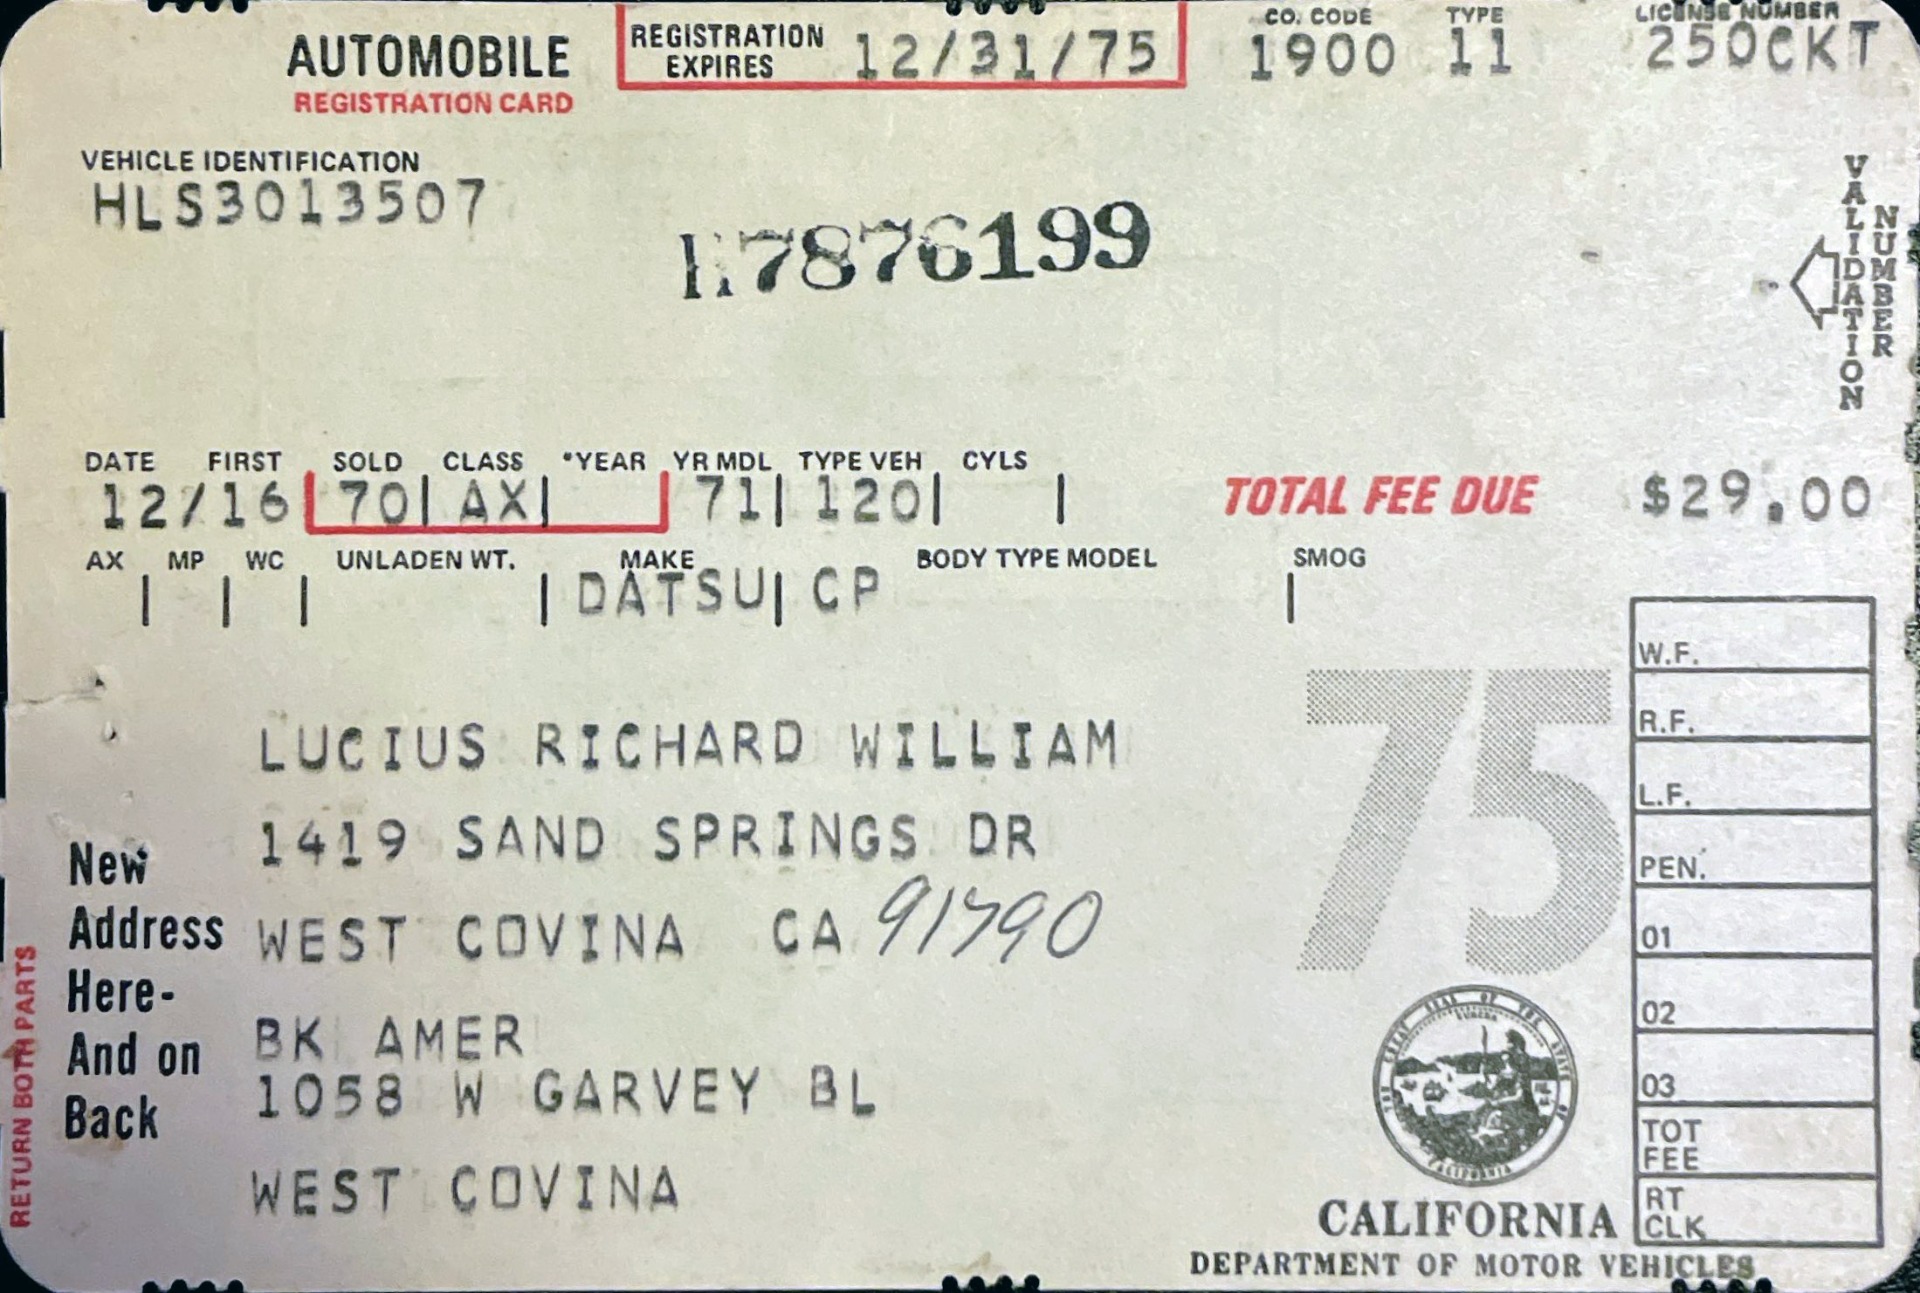 AUTOMOBILE
REGISTRATION CARD
REGISTRATION EXPIRES 12/31/75
CO. CODE TYPE LICENSE NUMBER
1900 11 250CKT
VEHICLE IDENTIFICATION
HLS3013507
7876199
VALIDATION
NUMBER
DATE FIRST SOLD CLASS *YEAR YR MDL TYPE VEH CYLS
12/16 70 AX 71 120
TOTAL FEE DUE $29.00
AX MP WC UNLADEN WT. MAKE BODY TYPE MODEL SMOG
DATSU CP
75
LUCIUS RICHARD WILLIAM
1419 SAND SPRINGS DR
WEST COVINA CA 91790
BK AMER
1058 W GARVEY BL
WEST COVINA
New
Address
Here-
And on
Back
RETURN BOTH PARTS
W.F.
R.F.
L.F.
PEN.
01
02
03
TOT
FEE
RT
CLK
CALIFORNIA
DEPARTMENT OF MOTOR VEHICLES